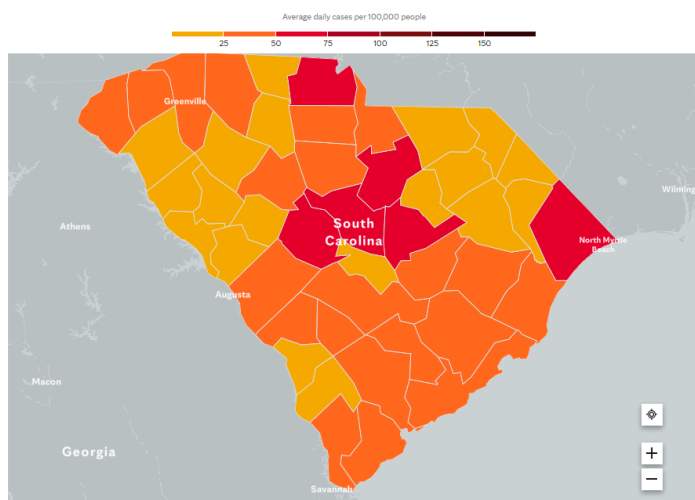 Average daily cases per 100,000 people
25 50 75 100 125 150
Greenville
Wilming
Athens
South
Carolina
North Myrtle
Beach
Augusta
Macon
Georgia
Savannah